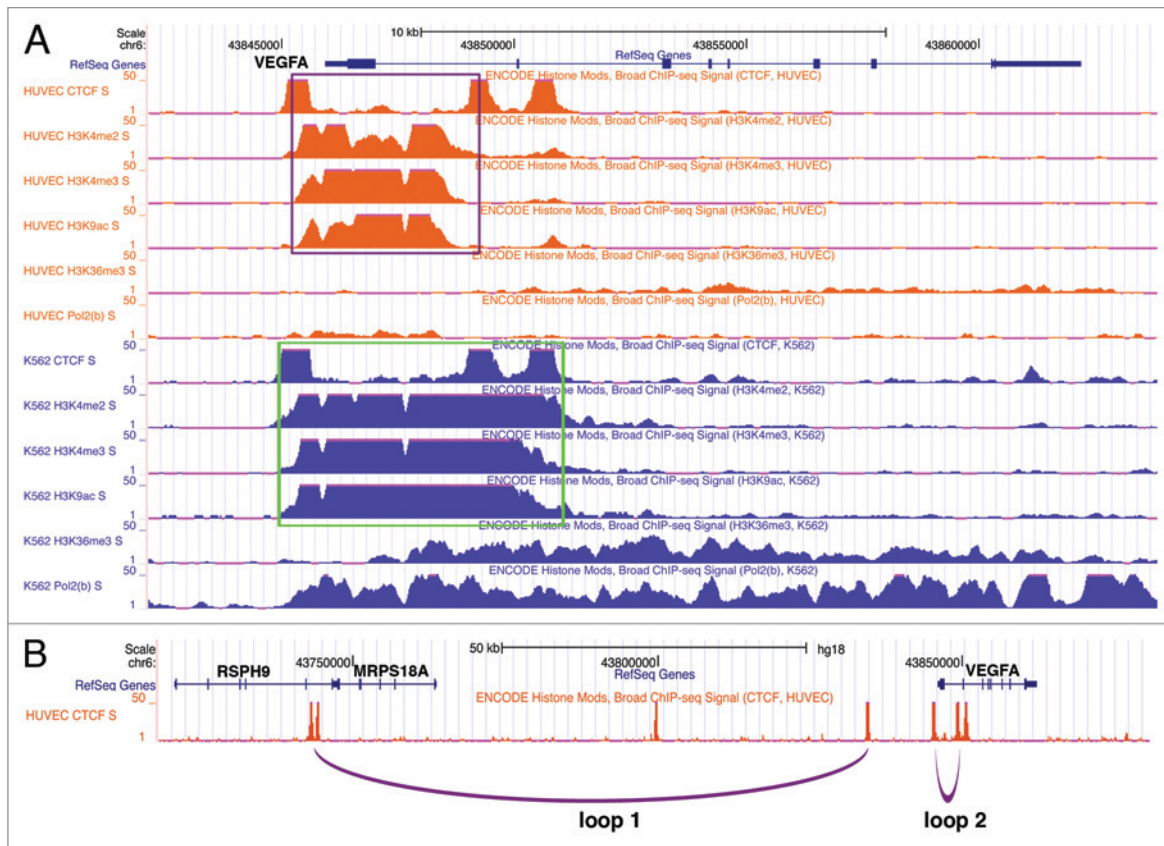 A
Scale
chr6:
10 kb
43845000
43850000
43855000
43860000
VEGFA
RefSeq Genes
RefSeq Genes
50
ENCODE Histone Mods, Broad ChIP-seq Signal (CTCF, HUVEC)
HUVEC CTCF S
1
50
ENCODE Histone Mods, Broad ChIP-seq Signal (H3K4me2, HUVEC)
HUVEC H3K4me2 S
1
50
ENCODE Histone Mods, Broad ChIP-seq Signal (H3K4me3, HUVEC)
HUVEC H3K4me3 S
1
50
ENCODE Histone Mods, Broad ChIP-seq Signal (H3K9ac, HUVEC)
HUVEC H3K9ac S
1
50
ENCODE Histone Mods, Broad ChIP-seq Signal (H3K36me3, HUVEC)
HUVEC H3K36me3 S
1
50
ENCODE Histone Mods, Broad ChIP-seq Signal (Pol2(b), HUVEC)
HUVEC Pol2(b) S
1
50
ENCODE Histone Mods, Broad ChIP-seq Signal (CTCF, K562)
K562 CTCF S
1
50
ENCODE Histone Mods, Broad ChIP-seq Signal (H3K4me2, K562)
K562 H3K4me2 S
1
50
ENCODE Histone Mods, Broad ChIP-seq Signal (H3K4me3, K562)
K562 H3K4me3 S
1
50
ENCODE Histone Mods, Broad ChIP-seq Signal (H3K9ac, K562)
K562 H3K9ac S
1
50
ENCODE Histone Mods, Broad ChIP-seq Signal (H3K36me3, K562)
K562 H3K36me3 S
1
50
ENCODE Histone Mods, Broad ChIP-seq Signal (Pol2(b), K562)
K562 Pol2(b) S
1
B
Scale
chr6:
50 kb
hg18
43750000
43800000
43850000
RSPH9
MRPS18A
VEGFA
RefSeq Genes
RefSeq Genes
50
ENCODE Histone Mods, Broad ChIP-seq Signal (CTCF, HUVEC)
HUVEC CTCF S
1
loop 1
loop 2